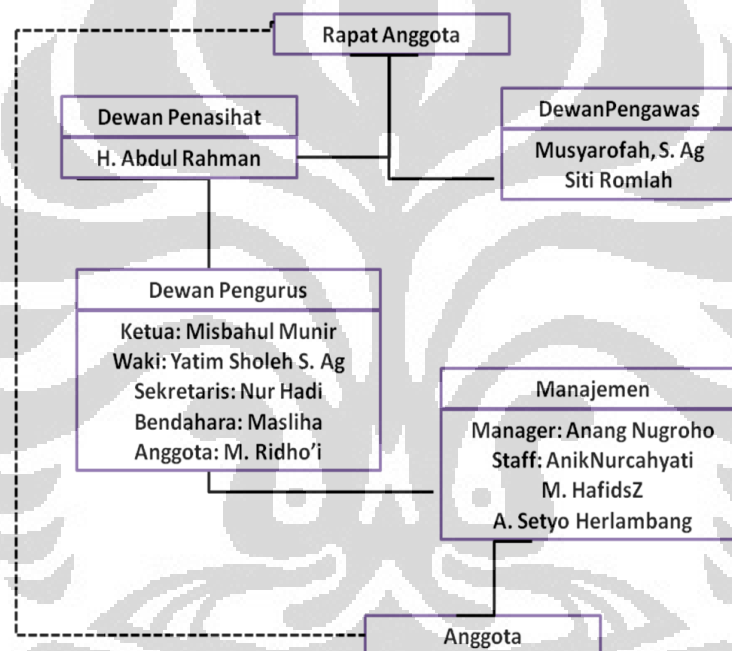 Rapat Anggota
Dewan Penasihat
H. Abdul Rahman
DewanPengawas
Musyarofah, S. Ag
Siti Romlah
Dewan Pengurus
Ketua: Misbahul Munir
Waki: Yatim Sholeh S. Ag
Sekretaris: Nur Hadi
Bendahara: Masliha
Anggota: M. Ridho'i
Manajemen
Manager: Anang Nugroho
Staff: AnikNurcahyati
M. HafidsZ
A. Setyo Herlambang
Anggota